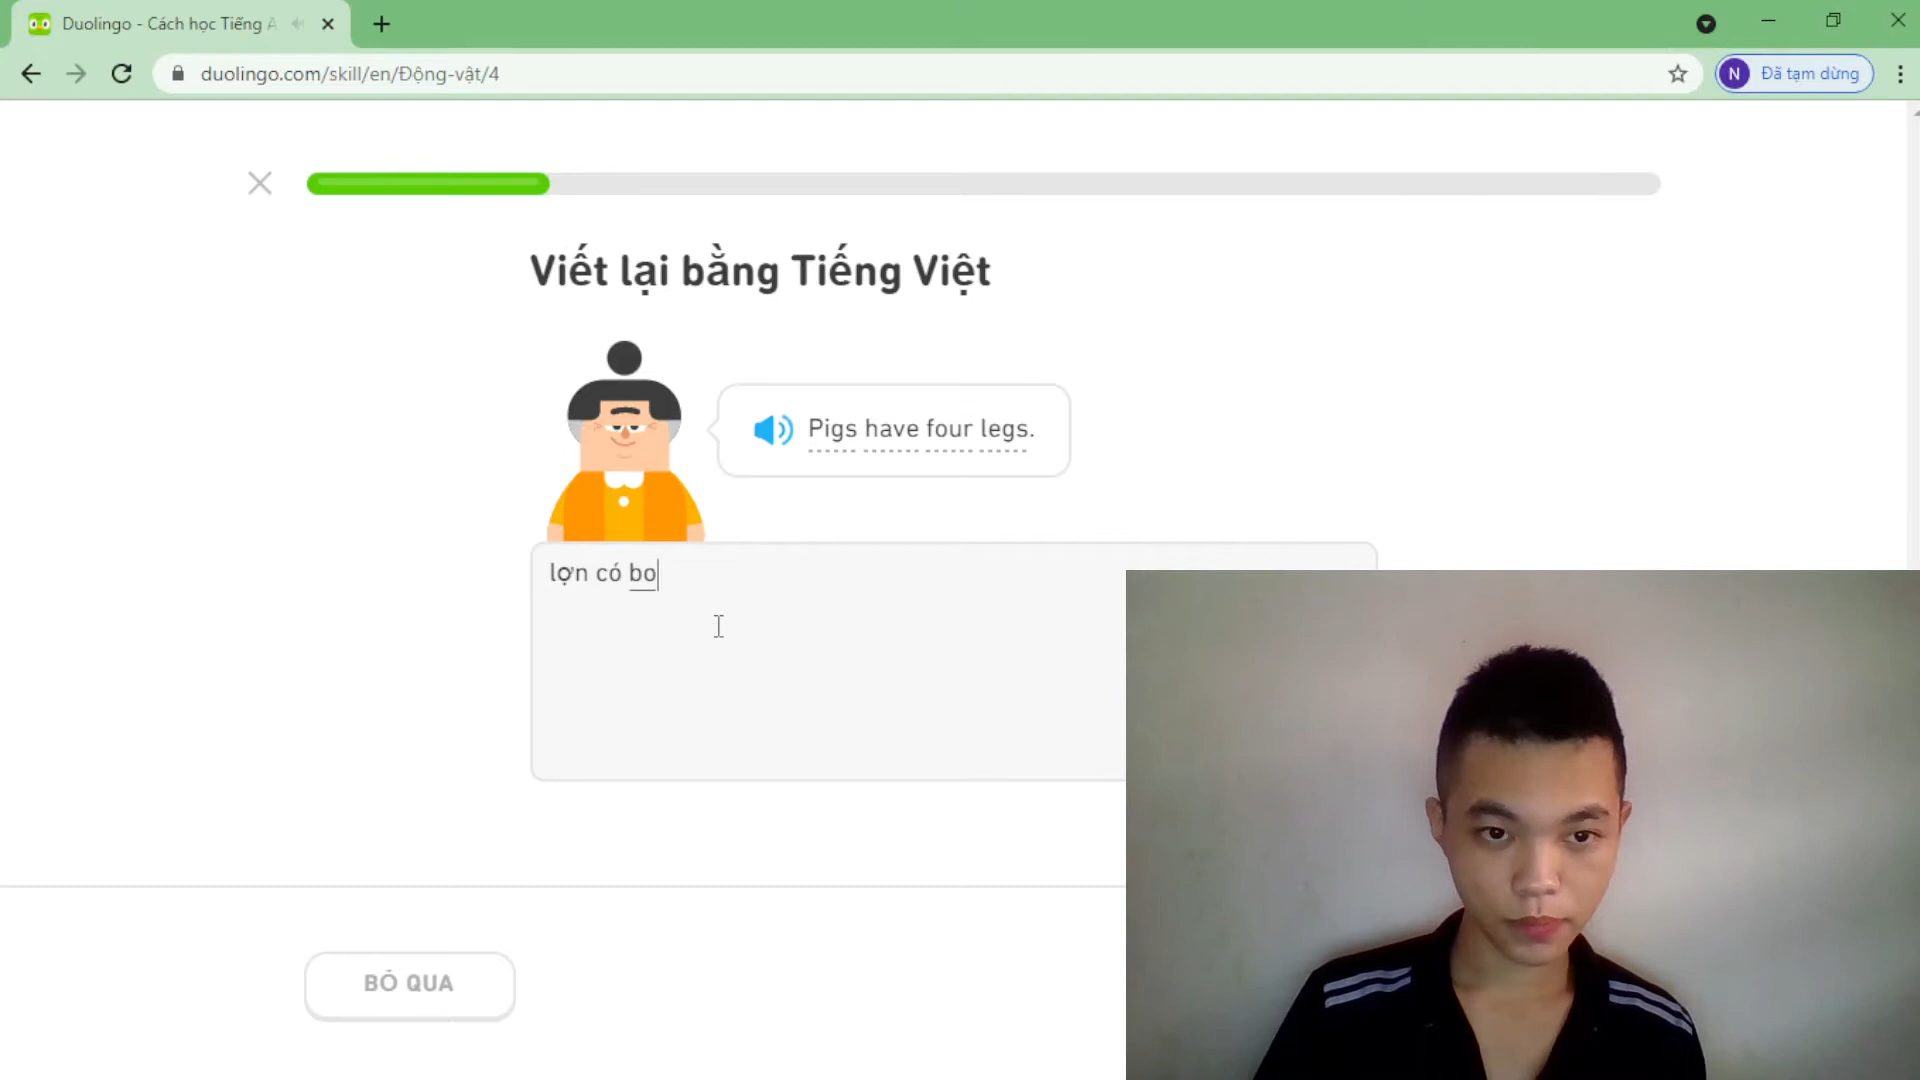 Duolingo - Cách học Tiếng A
duolingo.com/skill/en/Động-vật/4
N Đã tạm dừng
Viết lại bằng Tiếng Việt
Pigs have four legs.
lợn có bo
BỎ QUA